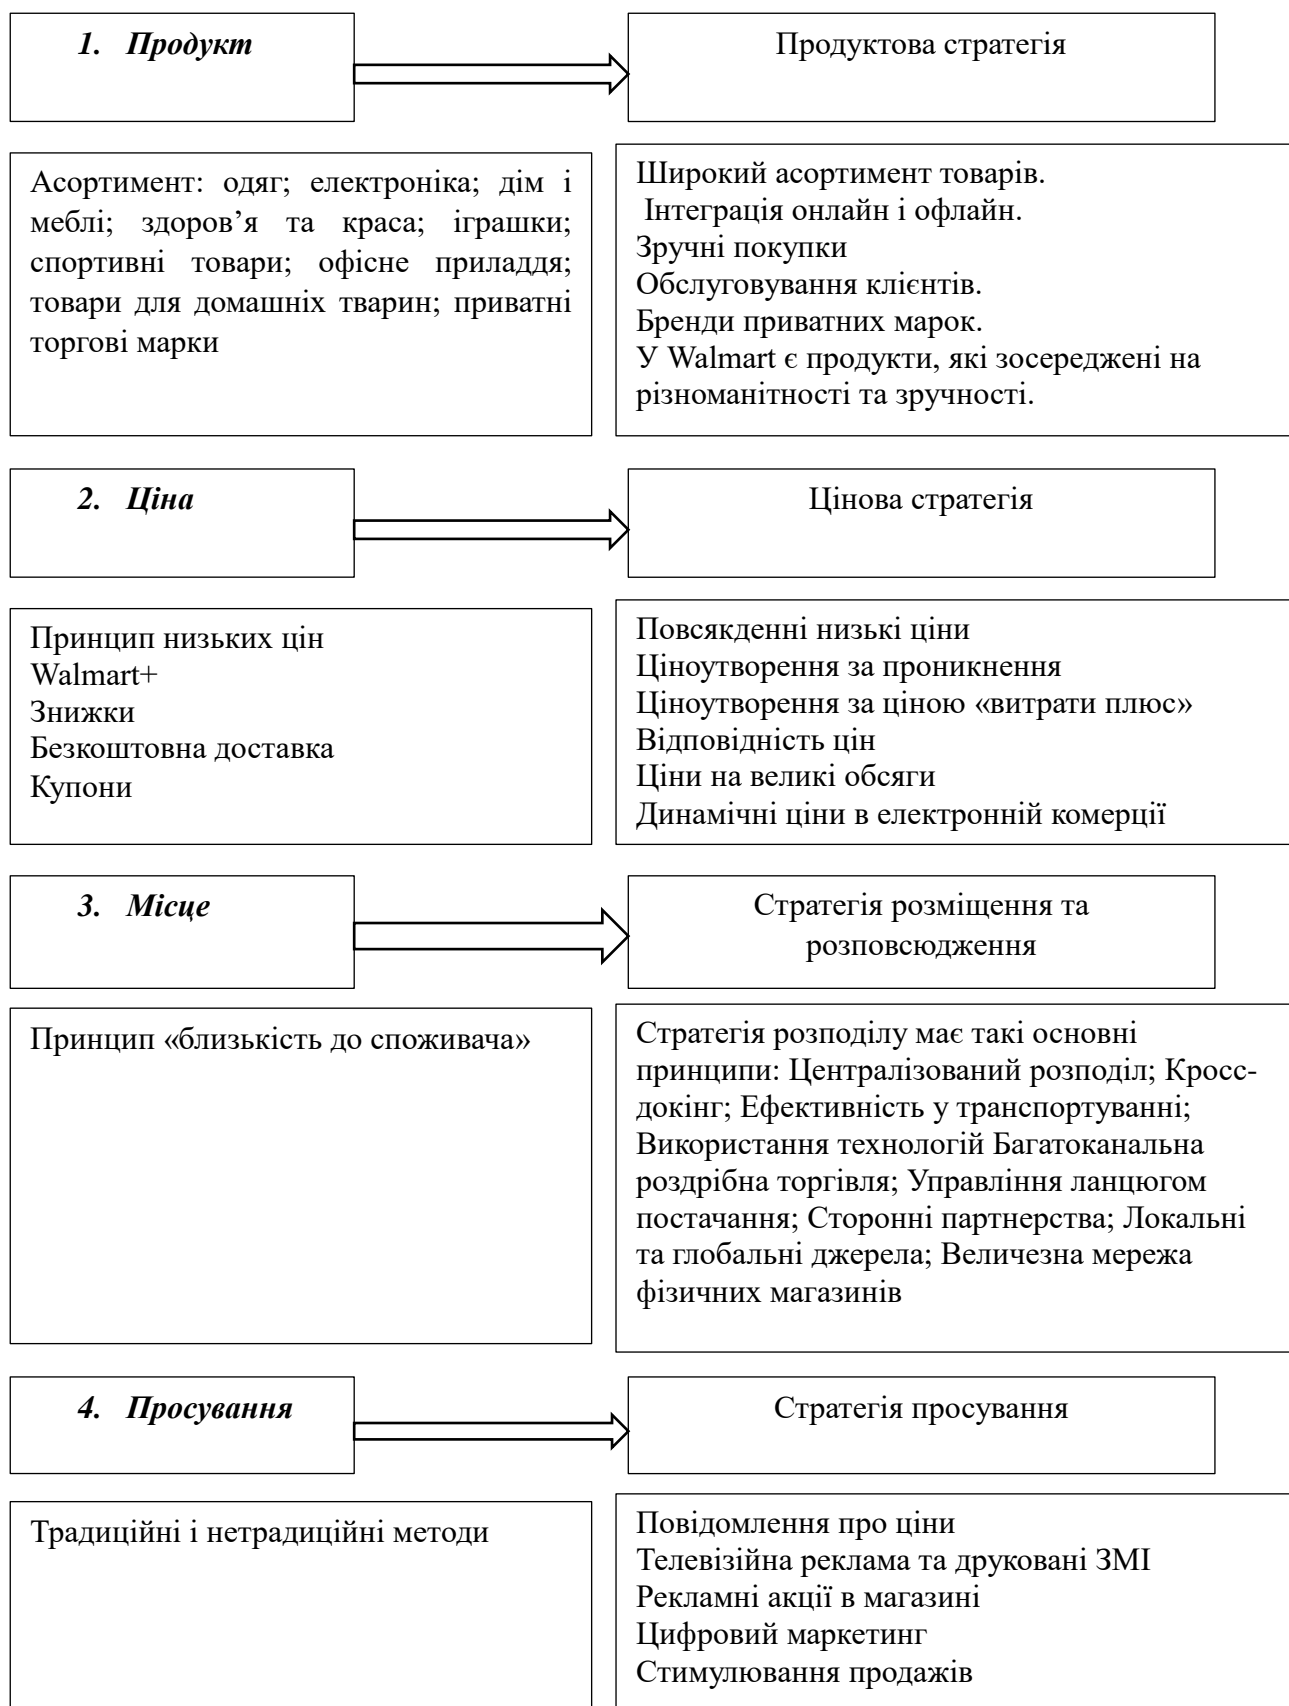 1. Продукт
Продуктова стратегія
Асортимент: одяг; електроніка; дім і
меблі; здоров’я та краса; іграшки;
спортивні товари; офісне приладдя;
товари для домашніх тварин; приватні
торгові марки
Широкий асортимент товарів.
Інтеграція онлайн і офлайн.
Зручні покупки
Обслуговування клієнтів.
Бренди приватних марок.
У Walmart є продукти, які зосереджені на
різноманітності та зручності.
2. Ціна
Цінова стратегія
Принцип низьких цін
Walmart+
Знижки
Безкоштовна доставка
Купони
Повсякденні низькі ціни
Ціноутворення за проникнення
Ціноутворення за ціною «витрати плюс»
Відповідність цін
Ціни на великі обсяги
Динамічні ціни в електронній комерції
3. Місце
Стратегія розміщення та
розповсюдження
Принцип «близькість до споживача»
Стратегія розподілу має такі основні
принципи: Централізований розподіл; Кросс-
докінг; Ефективність у транспортуванні;
Використання технологій Багатоканальна
роздрібна торгівля; Управління ланцюгом
постачання; Сторонні партнерства; Локальні
та глобальні джерела; Величезна мережа
фізичних магазинів
4. Просування
Стратегія просування
Традиційні і нетрадиційні методи
Повідомлення про ціни
Телевізійна реклама та друковані ЗМІ
Рекламні акції в магазині
Цифровий маркетинг
Стимулювання продажів